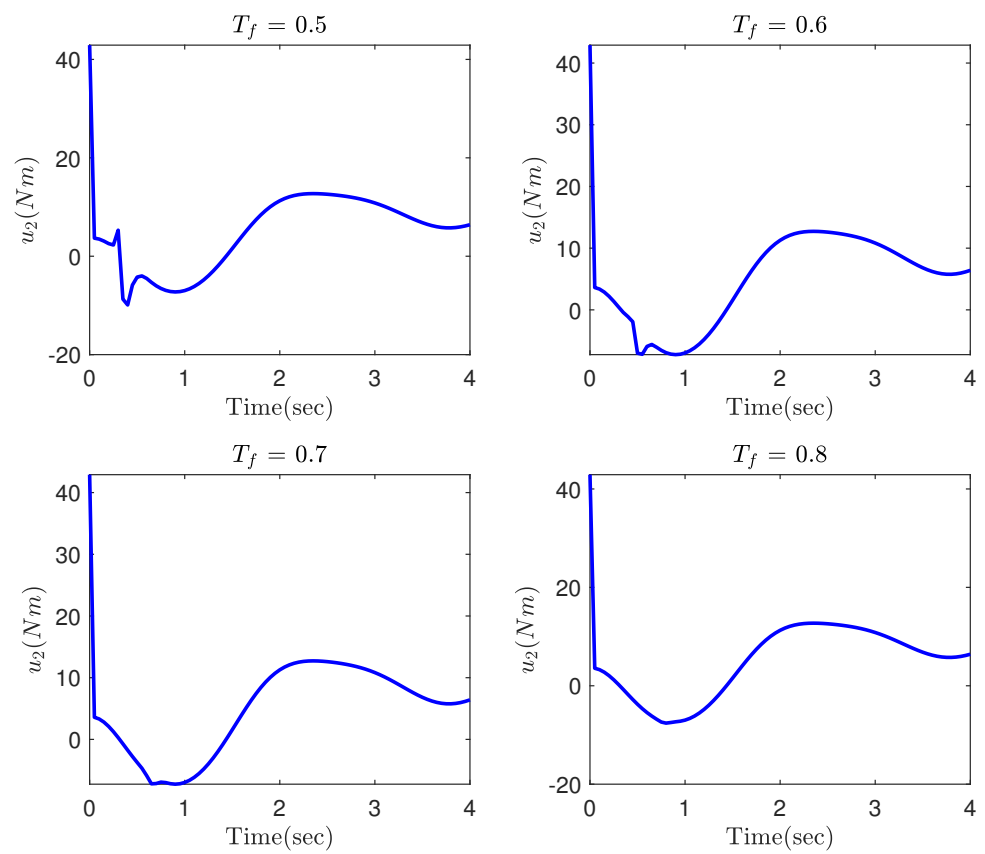 T_f = 0.5
40
20
0
-20
u_2(Nm)
0 1 2 3 4
Time(sec)
T_f = 0.6
40
30
20
10
0
u_2(Nm)
0 1 2 3 4
Time(sec)
T_f = 0.7
40
30
20
10
0
u_2(Nm)
0 1 2 3 4
Time(sec)
T_f = 0.8
40
20
0
-20
u_2(Nm)
0 1 2 3 4
Time(sec)